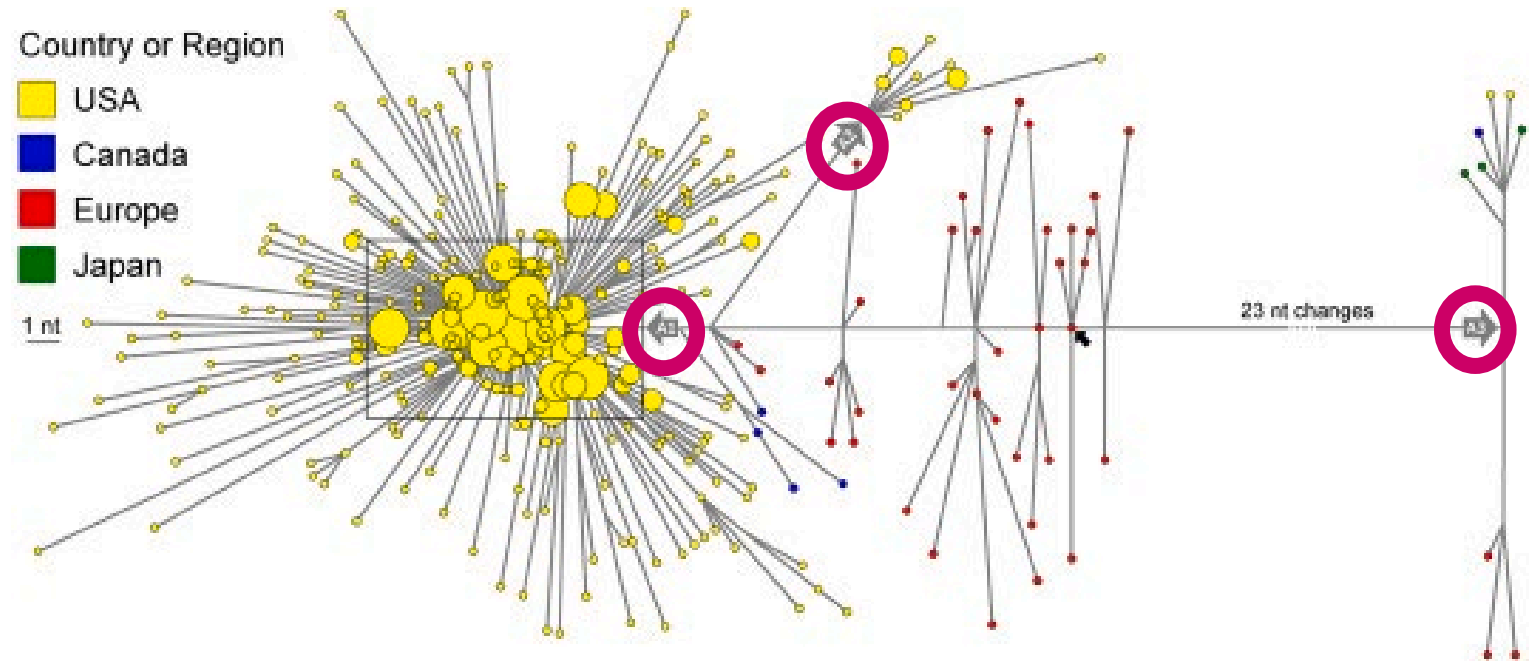 Country or Region
USA
Canada
Europe
Japan
1 nt
23 nt changes